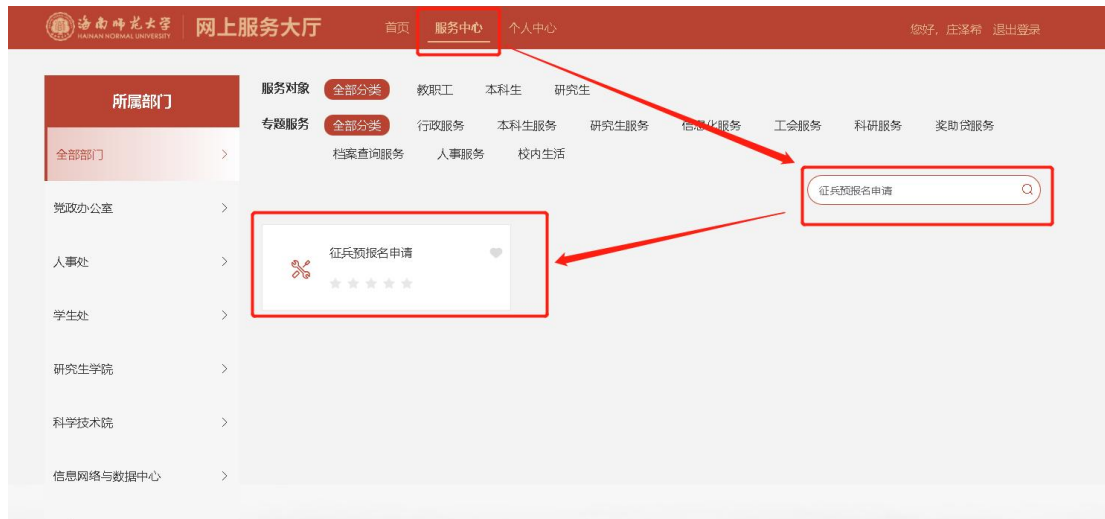 海南师范大学
HAINAN NORMAL UNIVERSITY
网上服务大厅
首页 服务中心 个人中心
您好，庄泽希 退出登录
所属部门
全部部门
党政办公室
人事处
学生处
研究生学院
科学技术院
信息网络与数据中心
服务对象 全部分类 教职工 本科生 研究生
专题服务 全部分类 行政服务 本科生服务 研究生服务 信息化服务 工会服务 科研服务 奖助贷服务
档案查询服务 人事服务 校内生活
征兵预报名申请
征兵预报名申请